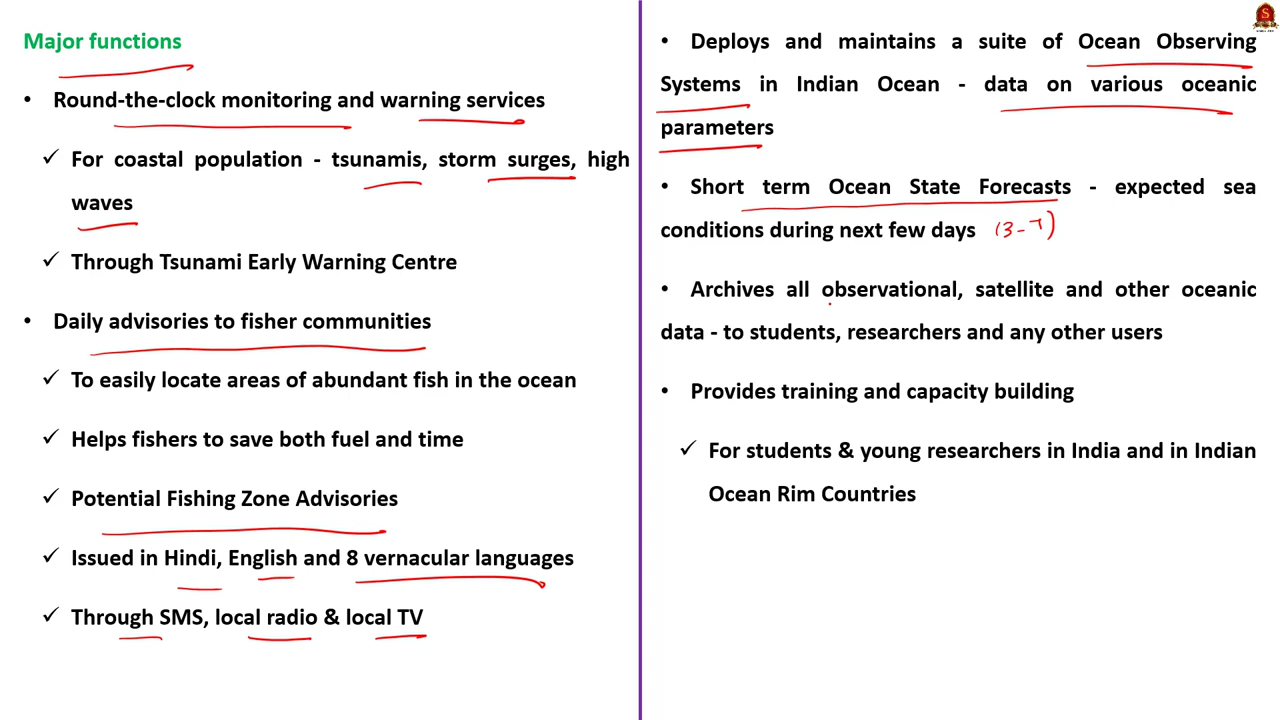 Major functions
• Round-the-clock monitoring and warning services
✓ For coastal population - tsunamis, storm surges, high
waves
✓ Through Tsunami Early Warning Centre
• Daily advisories to fisher communities
✓ To easily locate areas of abundant fish in the ocean
✓ Helps fishers to save both fuel and time
✓ Potential Fishing Zone Advisories
✓ Issued in Hindi, English and 8 vernacular languages
✓ Through SMS, local radio & local TV
• Deploys and maintains a suite of Ocean Observing
Systems in Indian Ocean - data on various oceanic
parameters
• Short term Ocean State Forecasts - expected sea
conditions during next few days (3-7)
• Archives all observational, satellite and other oceanic
data - to students, researchers and any other users
• Provides training and capacity building
✓ For students & young researchers in India and in Indian
Ocean Rim Countries